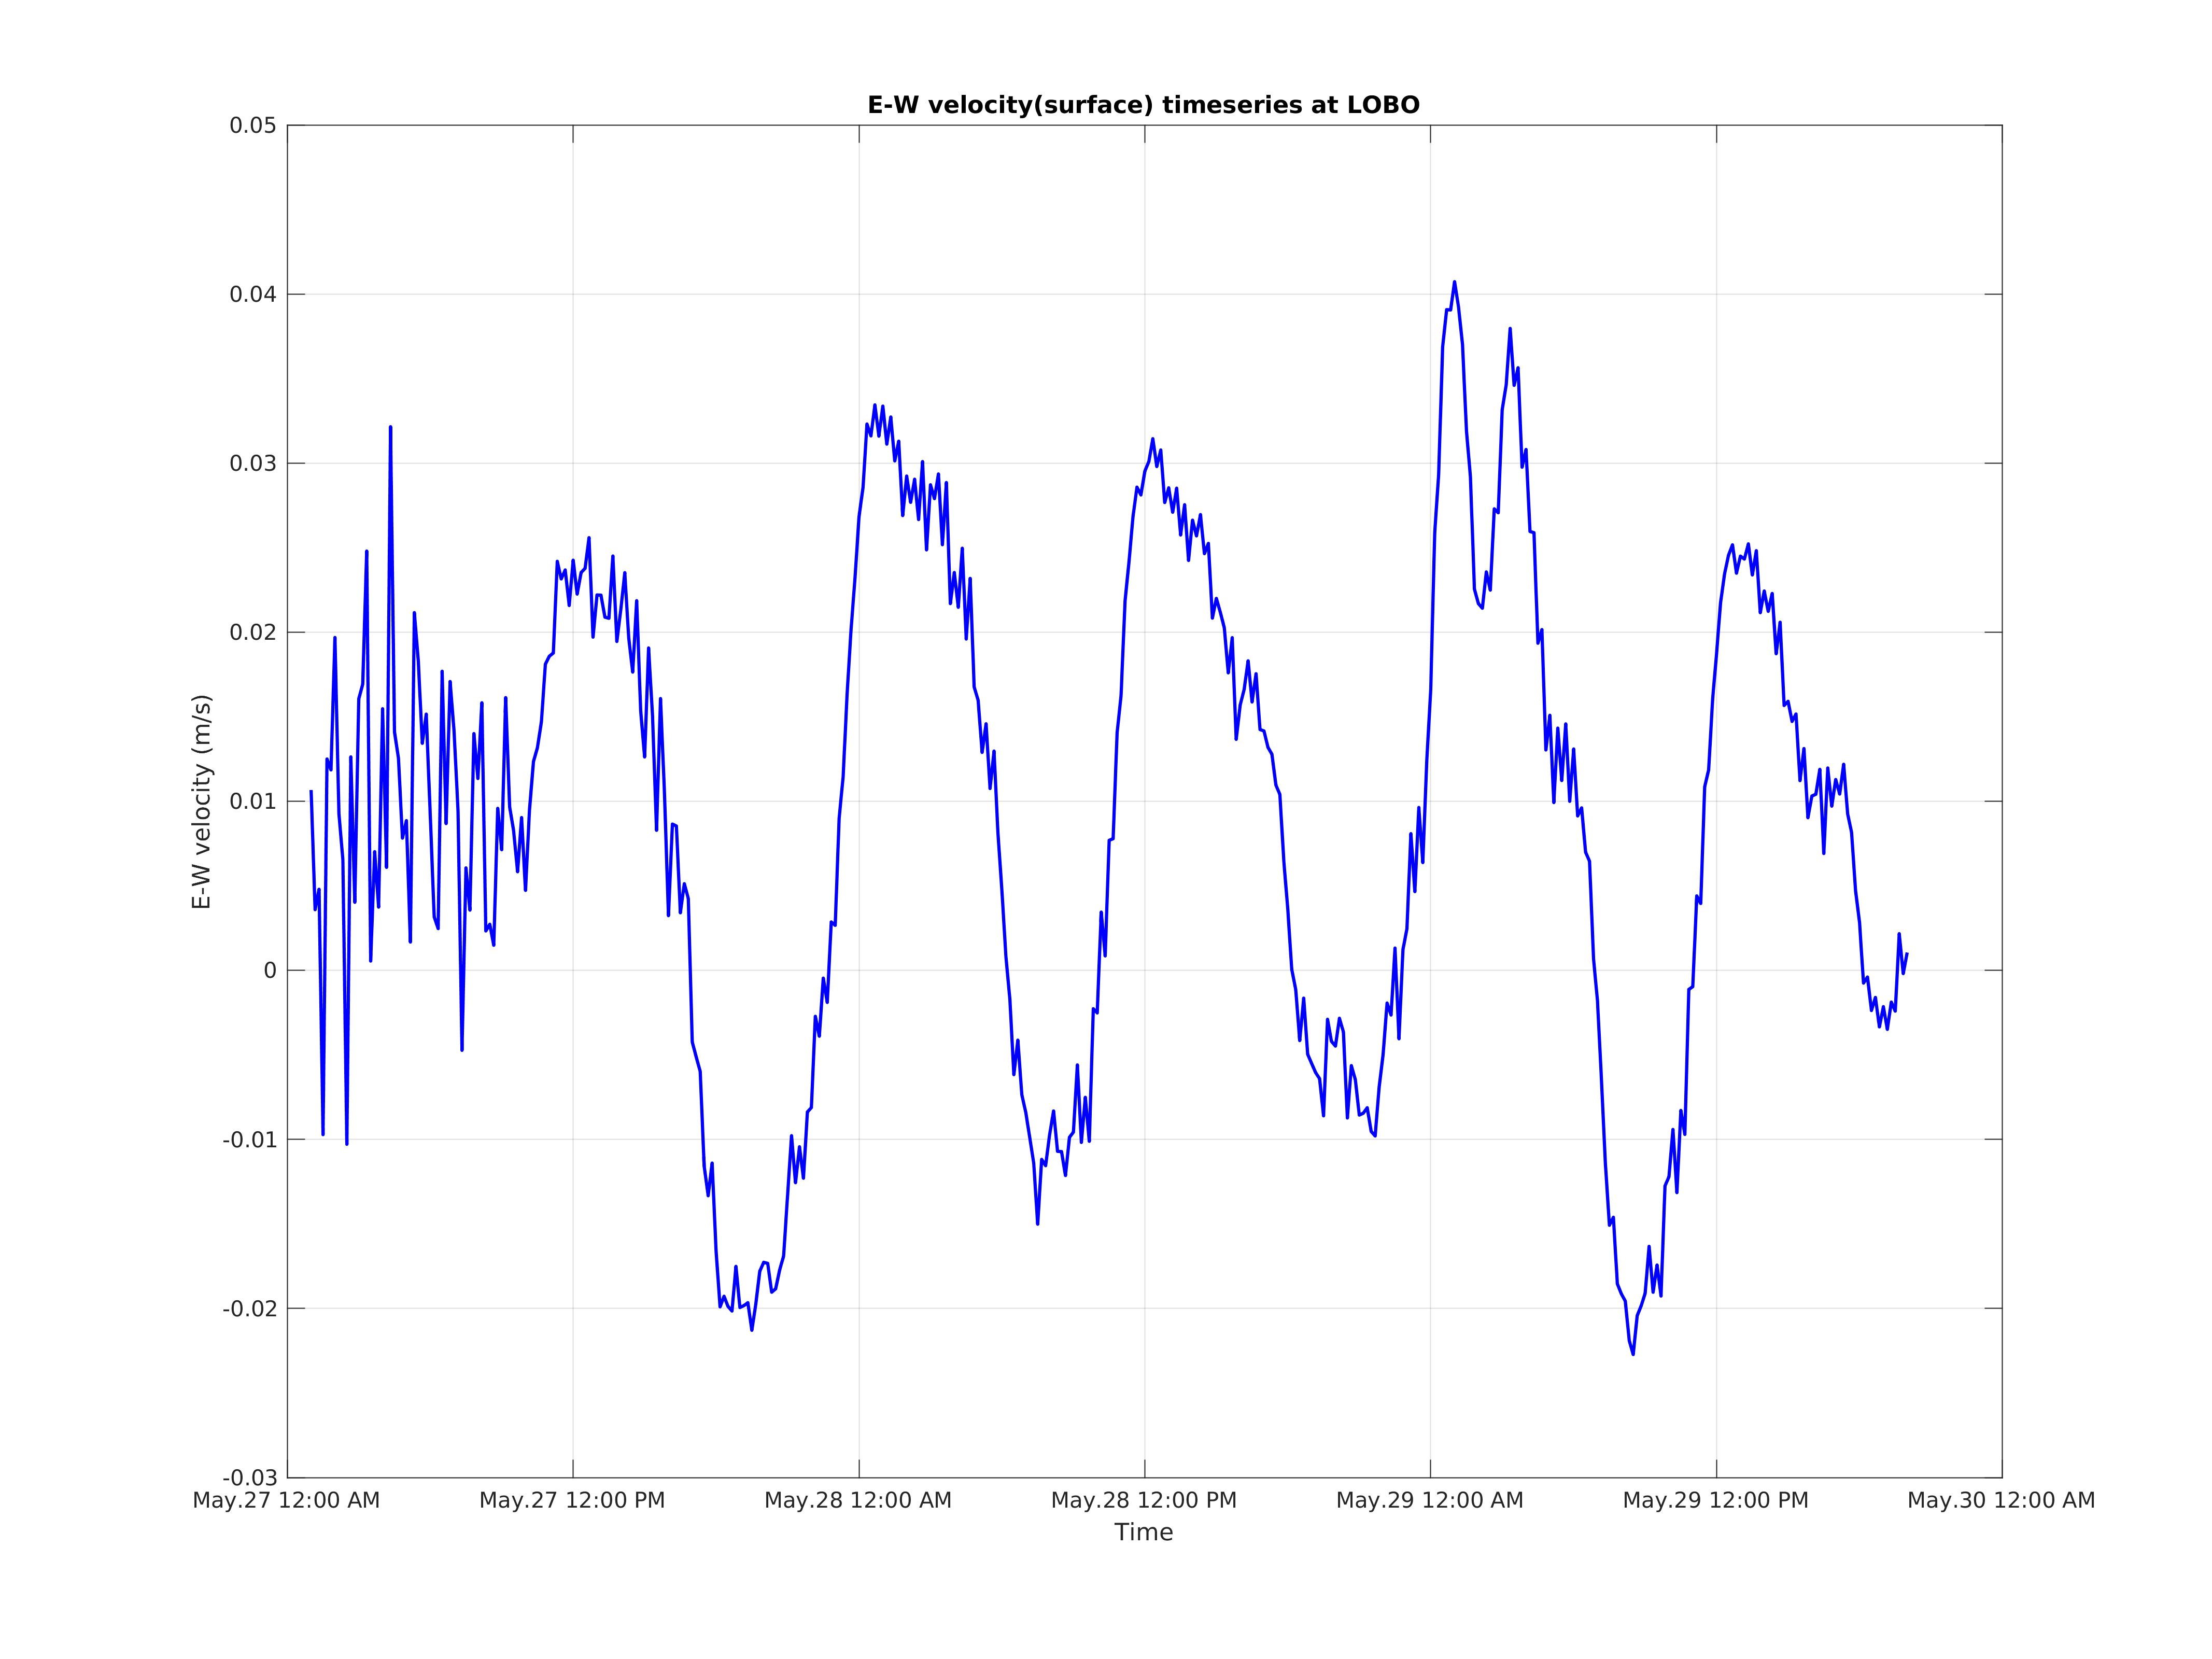 E-W velocity(surface) timeseries at LOBO
0.05
0.04
0.03
0.02
0.01
0
-0.01
-0.02
-0.03
E-W velocity (m/s)
May.27 12:00 AM
May.27 12:00 PM
May.28 12:00 AM
May.28 12:00 PM
May.29 12:00 AM
May.29 12:00 PM
May.30 12:00 AM
Time